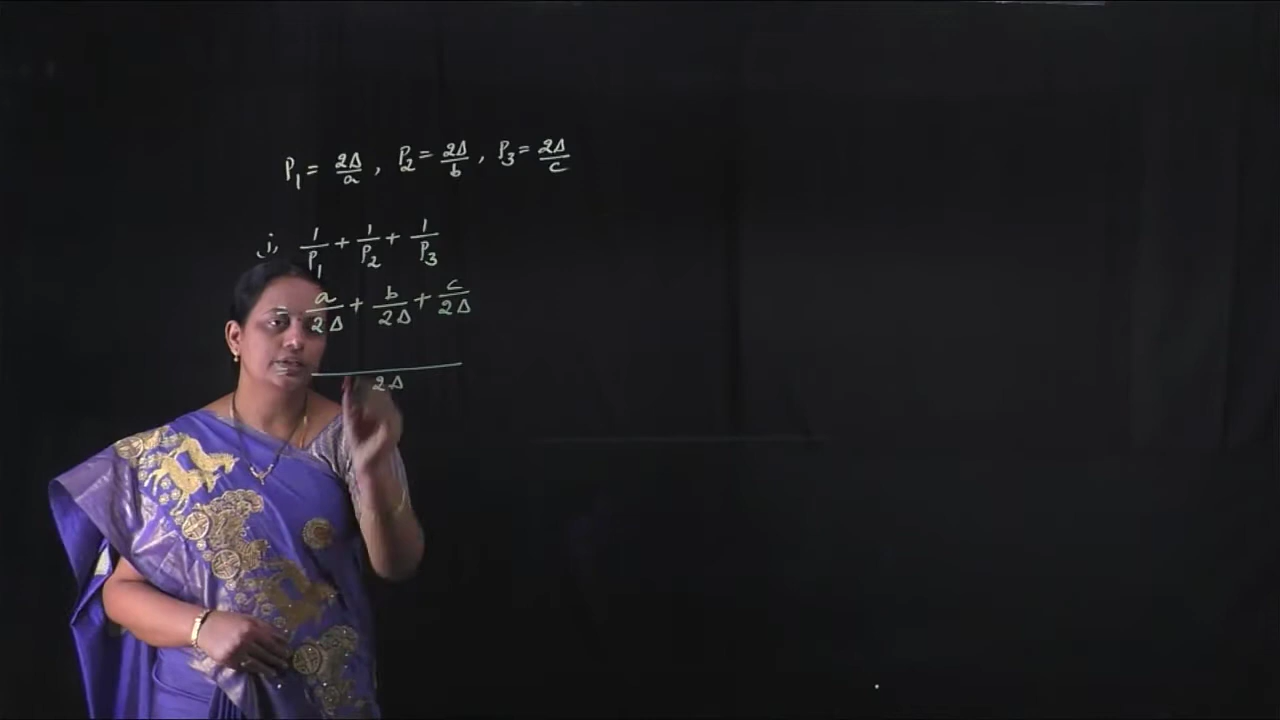 P₁ = 2Δ/a , P₂ = 2Δ/b , P₃ = 2Δ/c
i, 1/P₁ + 1/P₂ + 1/P₃
= a/2Δ + b/2Δ + c/2Δ
= /2Δ